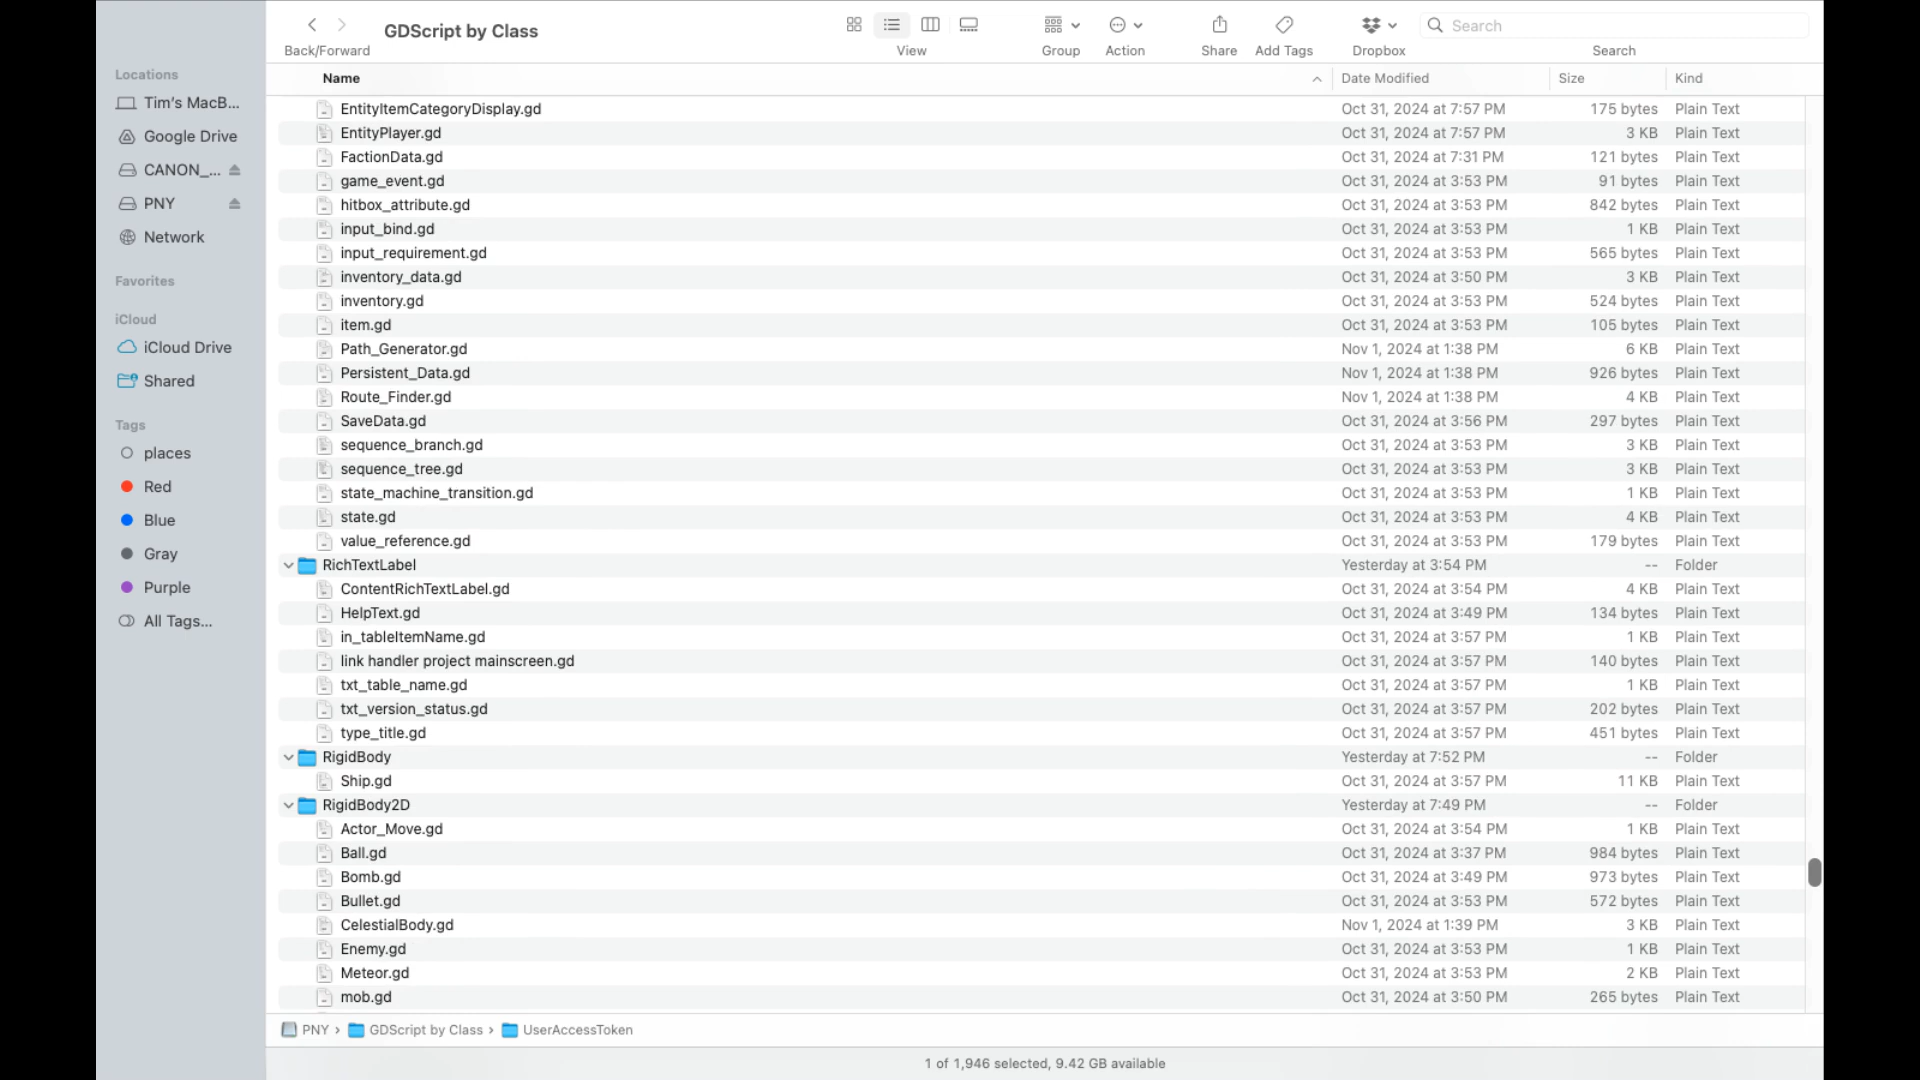 GDScript by Class
Back/Forward
View
Group
Action
Share
Add Tags
Dropbox
Search
Search
Locations
Tim's MacB...
Google Drive
CANON_...
PNY
Network
Favorites
iCloud
iCloud Drive
Shared
Tags
places
Red
Blue
Gray
Purple
All Tags...
Name Date Modified Size Kind
EntityItemCategoryDisplay.gd Oct 31, 2024 at 7:57 PM 175 bytes Plain Text
EntityPlayer.gd Oct 31, 2024 at 7:57 PM 3 KB Plain Text
FactionData.gd Oct 31, 2024 at 7:31 PM 121 bytes Plain Text
game_event.gd Oct 31, 2024 at 3:53 PM 91 bytes Plain Text
hitbox_attribute.gd Oct 31, 2024 at 3:53 PM 842 bytes Plain Text
input_bind.gd Oct 31, 2024 at 3:53 PM 1 KB Plain Text
input_requirement.gd Oct 31, 2024 at 3:53 PM 565 bytes Plain Text
inventory_data.gd Oct 31, 2024 at 3:50 PM 3 KB Plain Text
inventory.gd Oct 31, 2024 at 3:53 PM 524 bytes Plain Text
item.gd Oct 31, 2024 at 3:53 PM 105 bytes Plain Text
Path_Generator.gd Nov 1, 2024 at 1:38 PM 6 KB Plain Text
Persistent_Data.gd Nov 1, 2024 at 1:38 PM 926 bytes Plain Text
Route_Finder.gd Nov 1, 2024 at 1:38 PM 4 KB Plain Text
SaveData.gd Oct 31, 2024 at 3:56 PM 297 bytes Plain Text
sequence_branch.gd Oct 31, 2024 at 3:53 PM 3 KB Plain Text
sequence_tree.gd Oct 31, 2024 at 3:53 PM 3 KB Plain Text
state_machine_transition.gd Oct 31, 2024 at 3:53 PM 1 KB Plain Text
state.gd Oct 31, 2024 at 3:53 PM 4 KB Plain Text
value_reference.gd Oct 31, 2024 at 3:53 PM 179 bytes Plain Text
RichTextLabel Yesterday at 3:54 PM -- Folder
ContentRichTextLabel.gd Oct 31, 2024 at 3:54 PM 4 KB Plain Text
HelpText.gd Oct 31, 2024 at 3:49 PM 134 bytes Plain Text
in_tableItemName.gd Oct 31, 2024 at 3:57 PM 1 KB Plain Text
link handler project mainscreen.gd Oct 31, 2024 at 3:57 PM 140 bytes Plain Text
txt_table_name.gd Oct 31, 2024 at 3:57 PM 1 KB Plain Text
txt_version_status.gd Oct 31, 2024 at 3:57 PM 202 bytes Plain Text
type_title.gd Oct 31, 2024 at 3:57 PM 451 bytes Plain Text
RigidBody Yesterday at 7:52 PM -- Folder
Ship.gd Oct 31, 2024 at 3:57 PM 11 KB Plain Text
RigidBody2D Yesterday at 7:49 PM -- Folder
Actor_Move.gd Oct 31, 2024 at 3:54 PM 1 KB Plain Text
Ball.gd Oct 31, 2024 at 3:37 PM 984 bytes Plain Text
Bomb.gd Oct 31, 2024 at 3:49 PM 973 bytes Plain Text
Bullet.gd Oct 31, 2024 at 3:53 PM 572 bytes Plain Text
CelestialBody.gd Nov 1, 2024 at 1:39 PM 3 KB Plain Text
Enemy.gd Oct 31, 2024 at 3:53 PM 1 KB Plain Text
Meteor.gd Oct 31, 2024 at 3:53 PM 2 KB Plain Text
mob.gd Oct 31, 2024 at 3:50 PM 265 bytes Plain Text
PNY › GDScript by Class › UserAccessToken
1 of 1,946 selected, 9.42 GB available